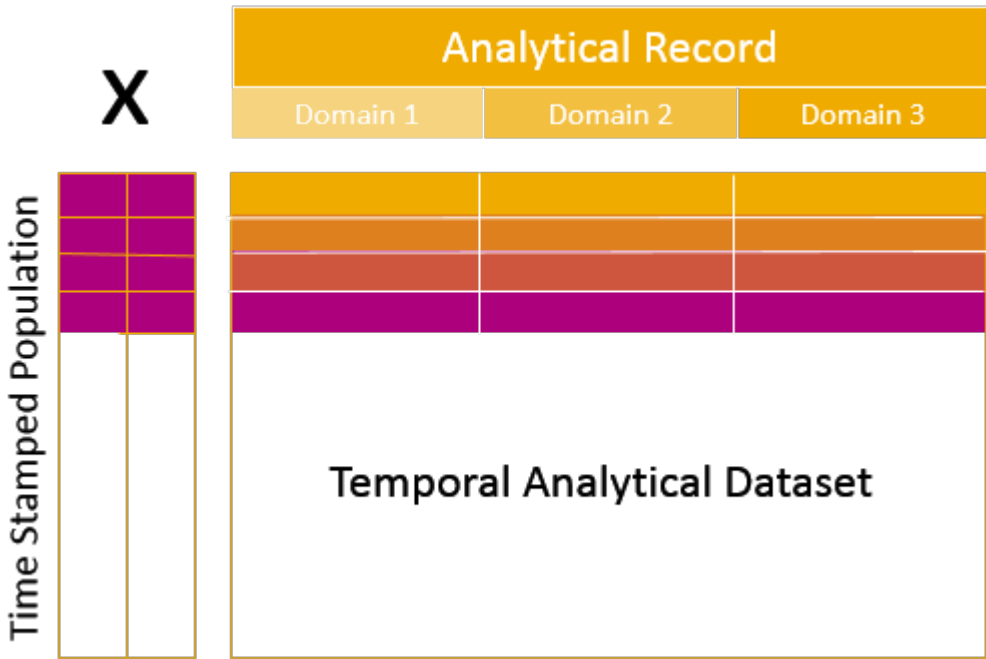 X
Analytical Record
Domain 1
Domain 2
Domain 3
Time Stamped Population
Temporal Analytical Dataset